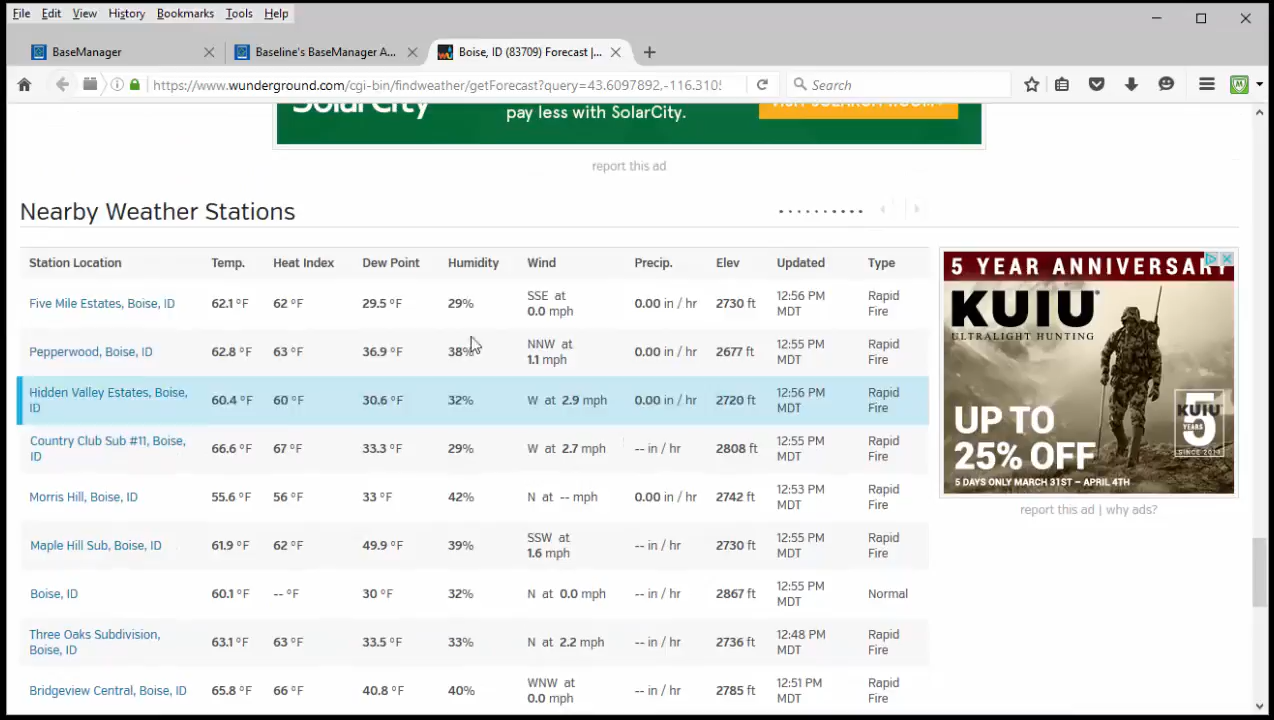 File Edit View History Bookmarks Tools Help
BaseManager
Baseline's BaseManager A...
Boise, ID (83709) Forecast |...
https://www.wunderground.com/cgi-bin/findweather/getForecast?query=43.6097892,-116.3105
Search
SolarCity
pay less with SolarCity.
report this ad
Nearby Weather Stations
Station Location Temp. Heat Index Dew Point Humidity Wind Precip. Elev Updated Type
Five Mile Estates, Boise, ID 62.1 °F 62 °F 29.5 °F 29% SSE at 0.0 mph 0.00 in / hr 2730 ft 12:56 PM MDT Rapid Fire
Pepperwood, Boise, ID 62.8 °F 63 °F 36.9 °F 38% NNW at 1.1 mph 0.00 in / hr 2677 ft 12:55 PM MDT Rapid Fire
Hidden Valley Estates, Boise, ID 60.4 °F 60 °F 30.6 °F 32% W at 2.9 mph 0.00 in / hr 2720 ft 12:56 PM MDT Rapid Fire
Country Club Sub #11, Boise, ID 66.6 °F 67 °F 33.3 °F 29% W at 2.7 mph -- in / hr 2808 ft 12:55 PM MDT Rapid Fire
Morris Hill, Boise, ID 55.6 °F 56 °F 33 °F 42% N at -- mph 0.00 in / hr 2742 ft 12:53 PM MDT Rapid Fire
Maple Hill Sub, Boise, ID 61.9 °F 62 °F 49.9 °F 39% SSW at 1.6 mph -- in / hr 2730 ft 12:55 PM MDT Rapid Fire
Boise, ID 60.1 °F -- °F 30 °F 32% N at 0.0 mph -- in / hr 2867 ft 12:55 PM MDT Normal
Three Oaks Subdivision, Boise, ID 63.1 °F 63 °F 33.5 °F 33% N at 2.2 mph -- in / hr 2736 ft 12:48 PM MDT Rapid Fire
Bridgeview Central, Boise, ID 65.8 °F 66 °F 40.8 °F 40% WNW at 0.0 mph -- in / hr 2785 ft 12:51 PM MDT Rapid Fire
5 YEAR ANNIVERSARY
KUIU
ULTRALIGHT HUNTING
UP TO
25% OFF
5 DAYS ONLY MARCH 31ST – APRIL 4TH
KUIU
5
YEARS
report this ad | why ads?